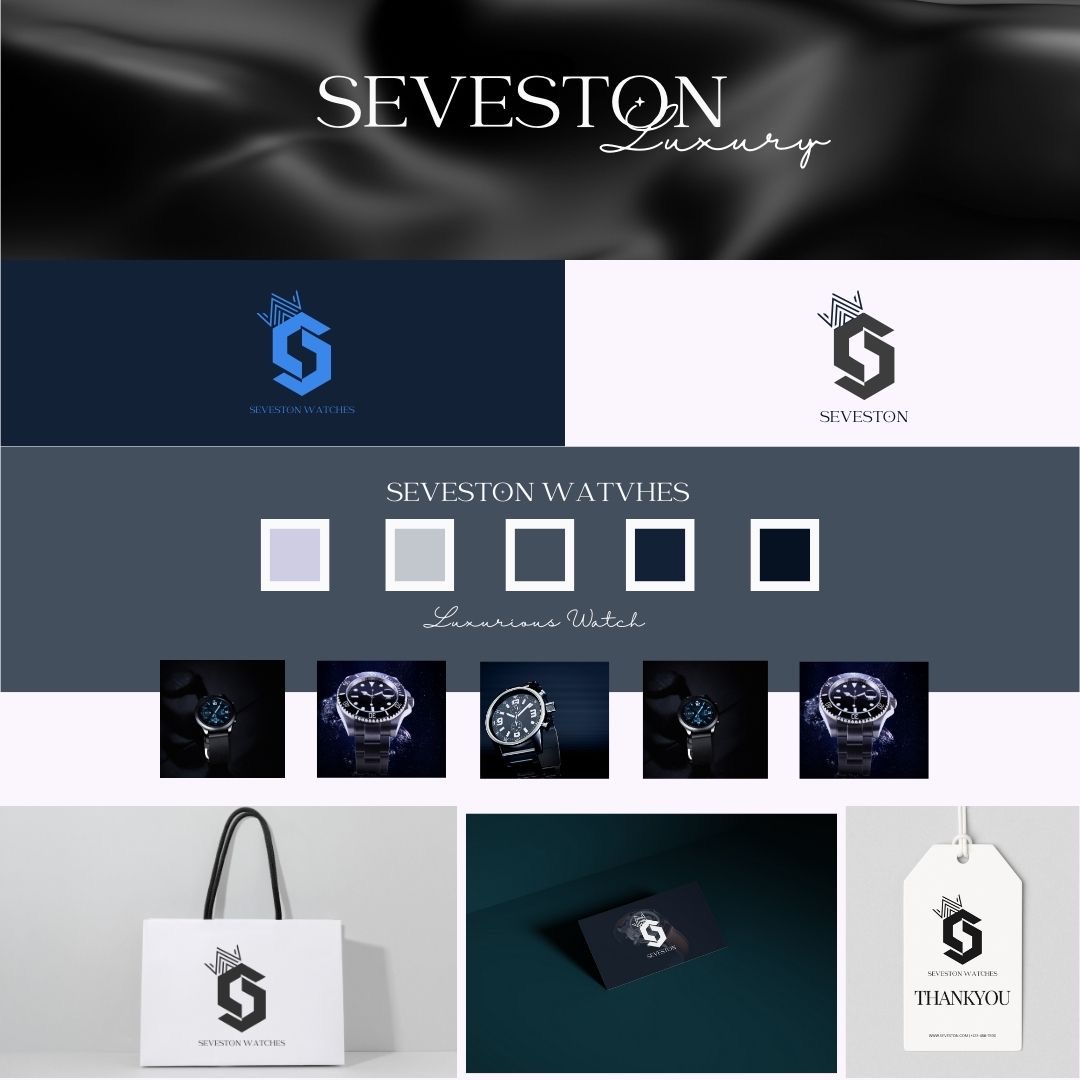 SEVESTON
Luxury
SEVESTON WATCHES
SEVESTON
SEVESTON WATVHES
Luxurious Watch
SEVESTON WATCHES
SEVESTON
SEVESTON WATCHES
THANKYOU